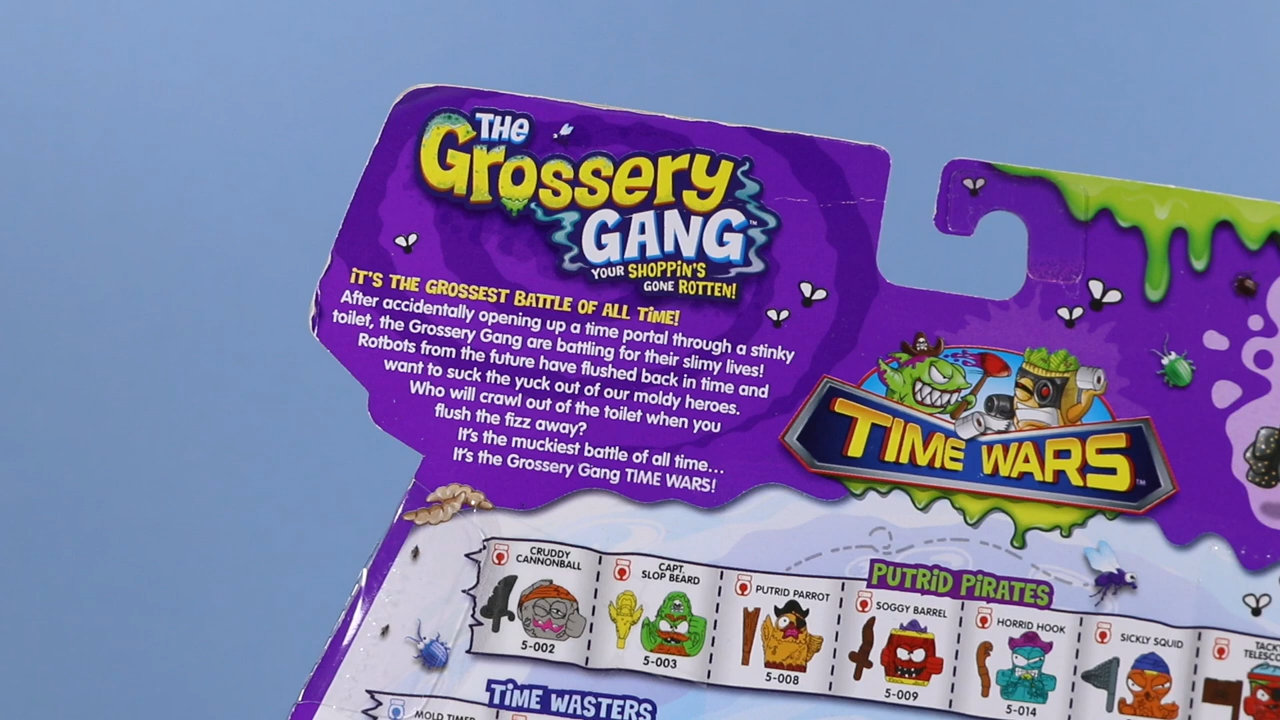 THE
GROSSERY
GANG™
YOUR SHOPPIN'S
GONE ROTTEN!
IT'S THE GROSSEST BATTLE OF ALL TIME!
After accidentally opening up a time portal through a stinky
toilet, the Grossery Gang are battling for their slimy lives!
Rotbots from the future have flushed back in time and
want to suck the yuck out of our moldy heroes.
Who will crawl out of the toilet when you
flush the fizz away?
It's the muckiest battle of all time...
It's the Grossery Gang TIME WARS!
TIME WARS™
PUTRID PIRATES
CRUDDY
CANNONBALL
5-002
CAPT.
SLOP BEARD
5-003
PUTRID PARROT
5-008
SOGGY BARREL
5-009
HORRID HOOK
5-014
SICKLY SQUID
TIME WASTERS
MOLD TIMER